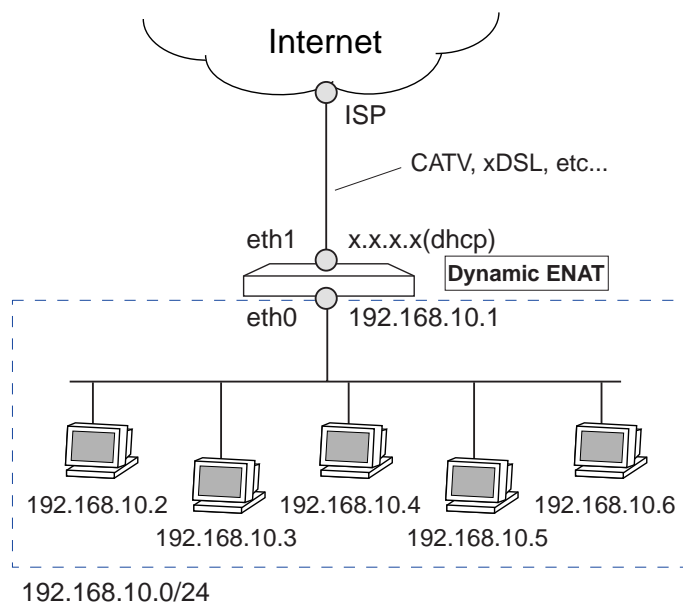 Internet
ISP
CATV, xDSL, etc...
eth1
x.x.x.x(dhcp)
Dynamic ENAT
eth0
192.168.10.1
192.168.10.2
192.168.10.4
192.168.10.6
192.168.10.3
192.168.10.5
192.168.10.0/24